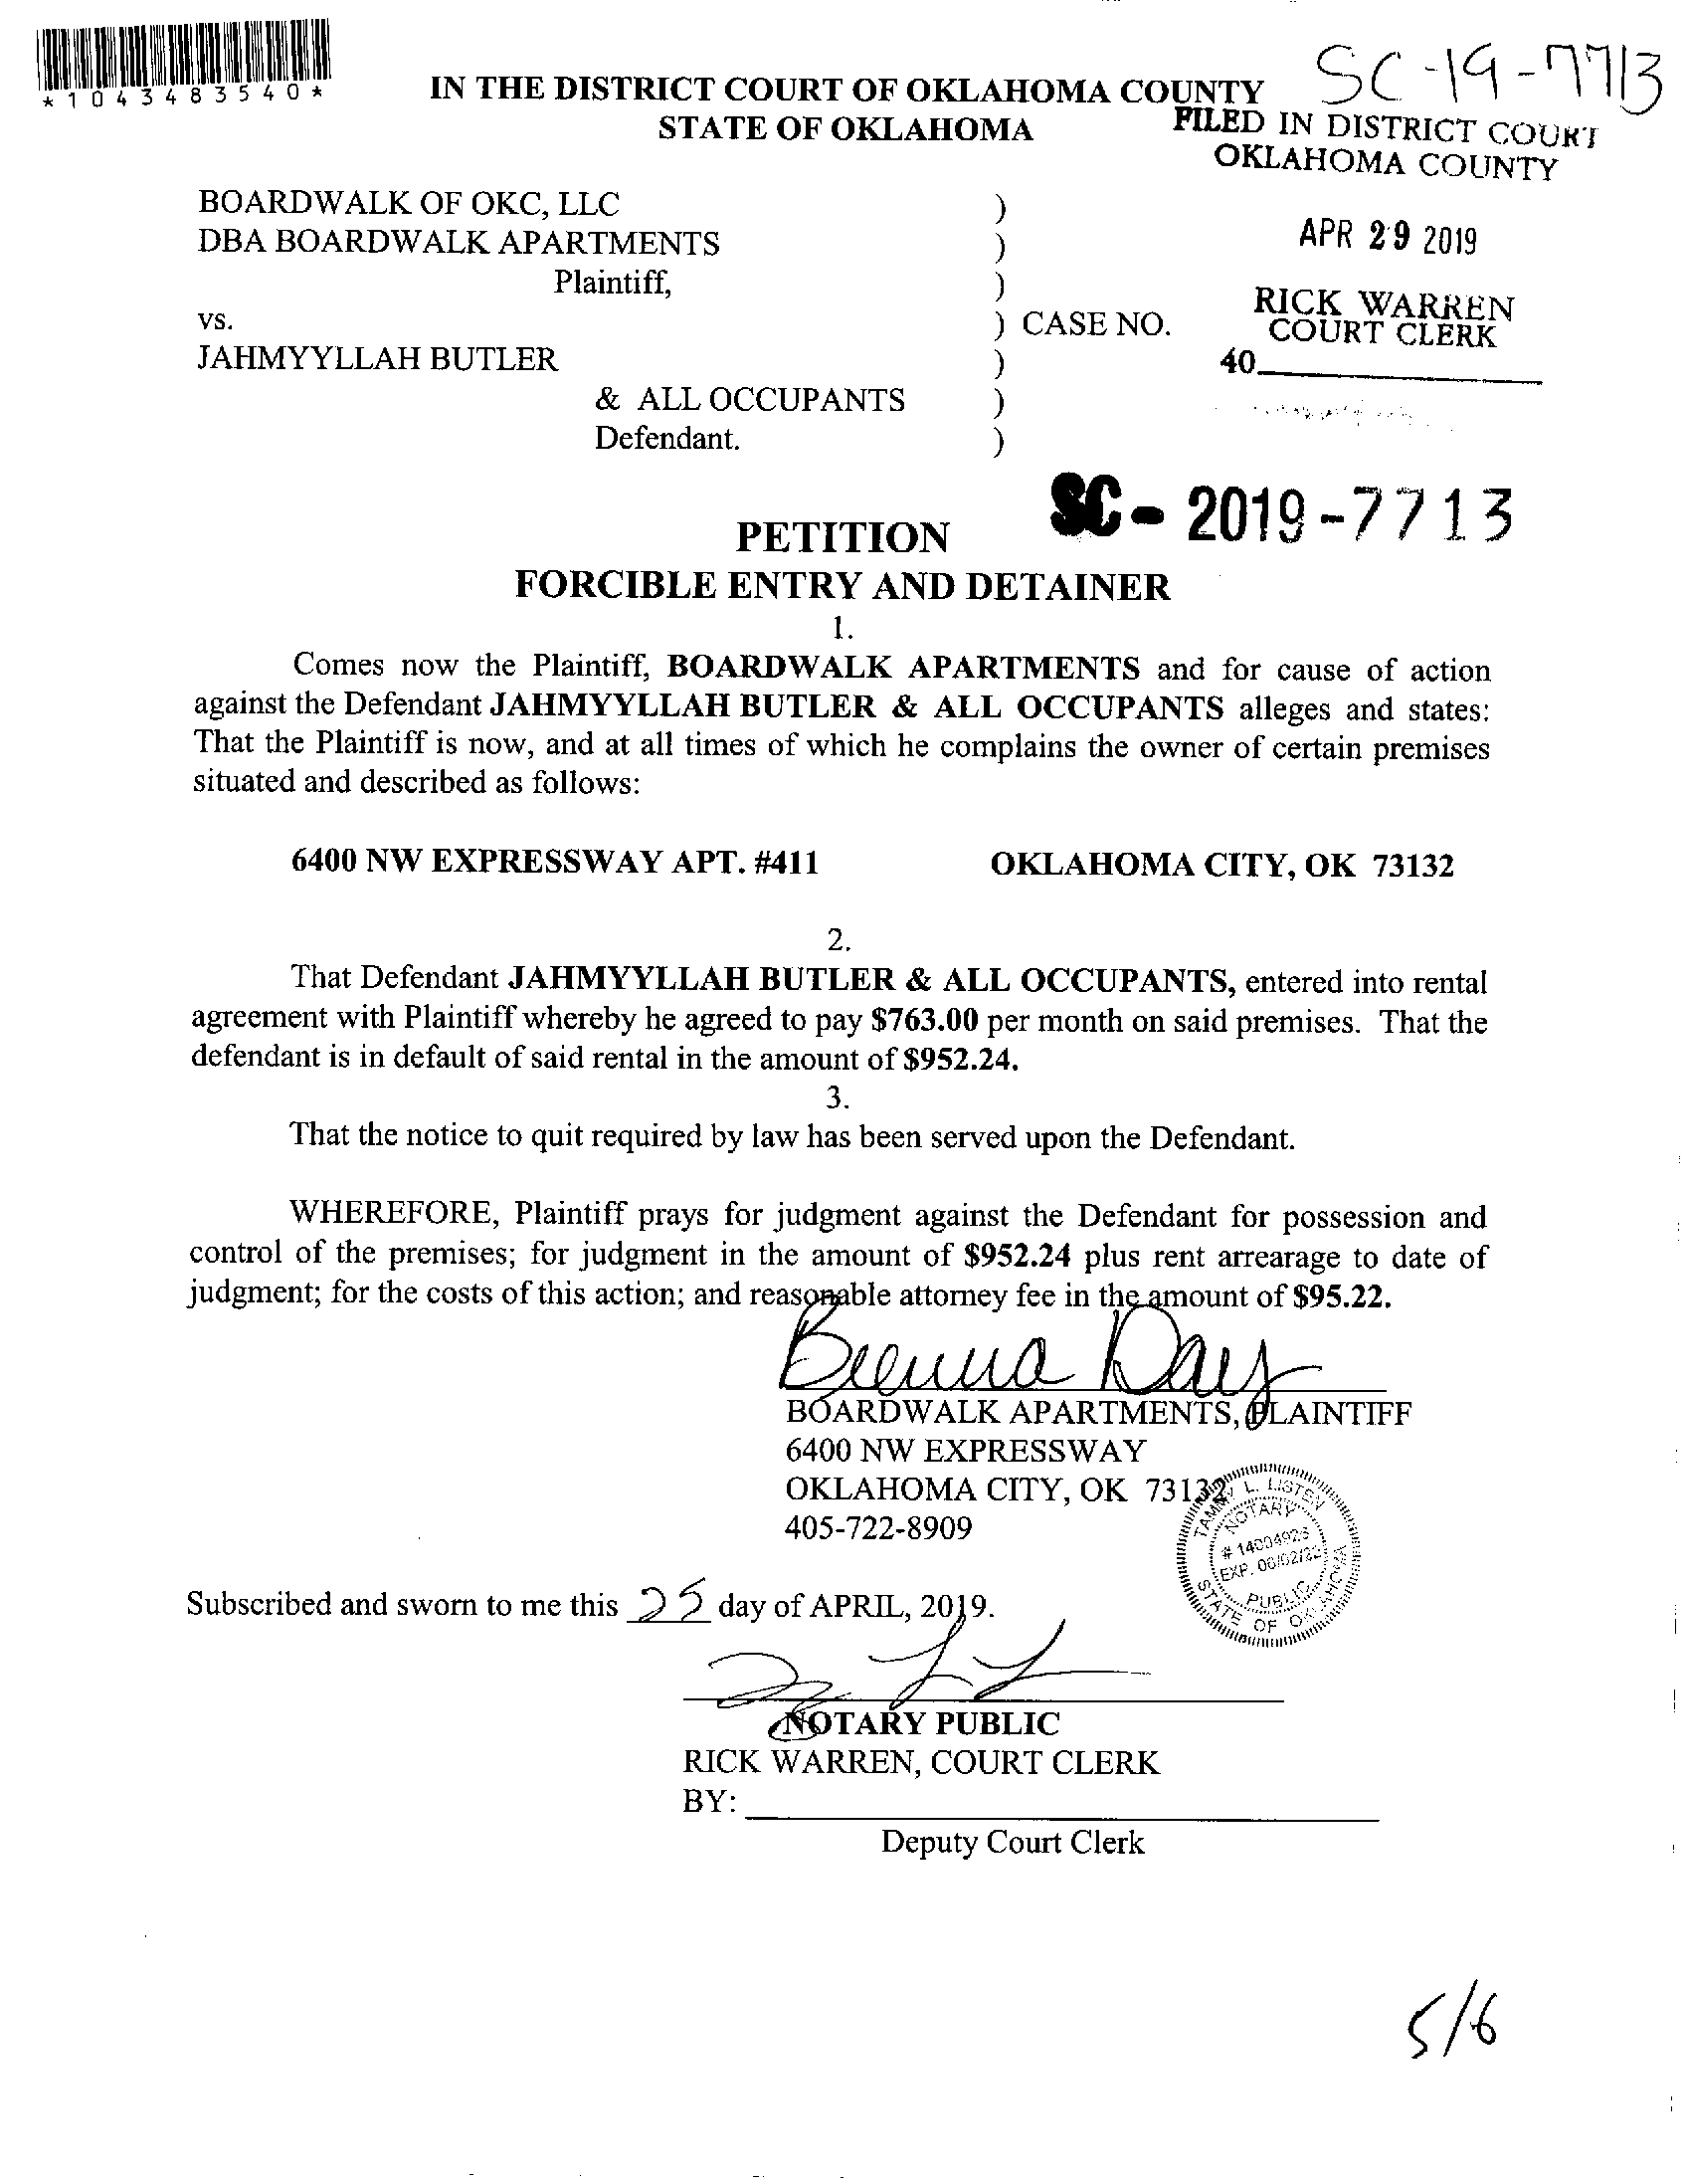 *1043483540*
SC-19-7713
IN THE DISTRICT COURT OF OKLAHOMA COUNTY
STATE OF OKLAHOMA
FILED IN DISTRICT COURT
OKLAHOMA COUNTY
BOARDWALK OF OKC, LLC )
DBA BOARDWALK APARTMENTS )
APR 29 2019
Plaintiff, )
RICK WARREN
vs. ) CASE NO.
COURT CLERK
JAHMYYLLAH BUTLER )
40
& ALL OCCUPANTS )
Defendant. )
SC - 2019 - 7713
PETITION
FORCIBLE ENTRY AND DETAINER
1.
Comes now the Plaintiff, BOARDWALK APARTMENTS and for cause of action
against the Defendant JAHMYYLLAH BUTLER & ALL OCCUPANTS alleges and states:
That the Plaintiff is now, and at all times of which he complains the owner of certain premises
situated and described as follows:
6400 NW EXPRESSWAY APT. #411 OKLAHOMA CITY, OK 73132
2.
That Defendant JAHMYYLLAH BUTLER & ALL OCCUPANTS, entered into rental
agreement with Plaintiff whereby he agreed to pay $763.00 per month on said premises. That the
defendant is in default of said rental in the amount of $952.24.
3.
That the notice to quit required by law has been served upon the Defendant.
WHEREFORE, Plaintiff prays for judgment against the Defendant for possession and
control of the premises; for judgment in the amount of $952.24 plus rent arrearage to date of
judgment; for the costs of this action; and reasonable attorney fee in the amount of $95.22.
Day
BOARDWALK APARTMENTS, PLAINTIFF
6400 NW EXPRESSWAY
OKLAHOMA CITY, OK 73132
405-722-8909
TAMMY L. LISTEN
NOTARY
# 14004926
EXP. 06/02/22
PUBLIC
STATE OF OKLAHOMA
Subscribed and sworn to me this 25 day of APRIL, 2019.
NOTARY PUBLIC
RICK WARREN, COURT CLERK
BY:
Deputy Court Clerk
5/6